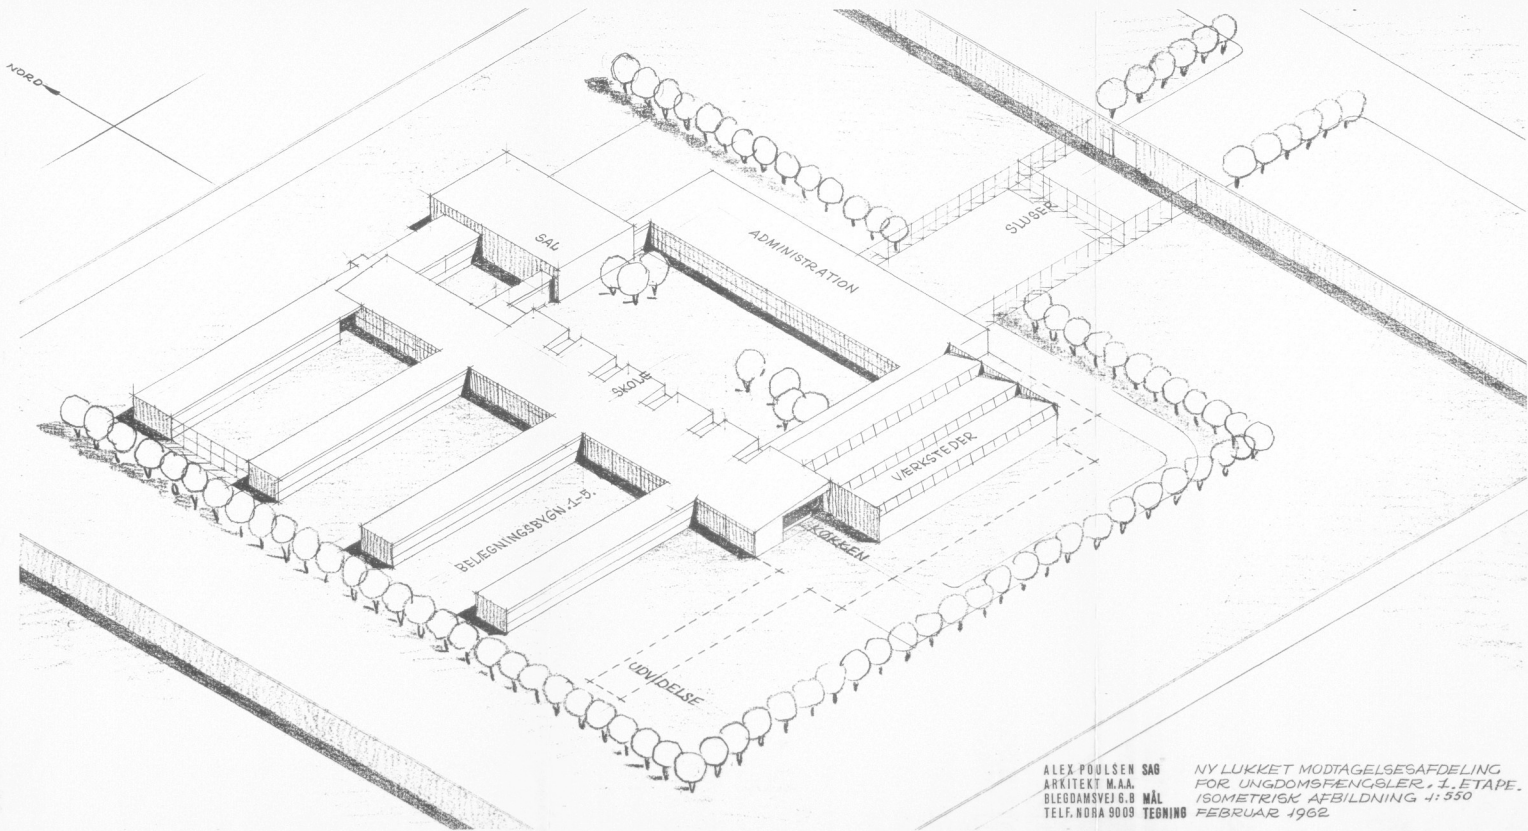 NORD
SAL
ADMINISTRATION
SLUSER
SKOLE
VÆRKSTEDER
BELÆGNINGSBYGN. 1-5.
KØKKEN
UDVIDELSE
ALEX POULSEN SAG
ARKITEKT M.A.A.
BLEGDAMSVEJ 6.B MÅL
TELF. NORA 9009 TEGNING
NY LUKKET MODTAGELSESAFDELING
FOR UNGDOMSFÆNGSLER. 1. ETAPE.
ISOMETRISK AFBILDNING 1:550
FEBRUAR 1962